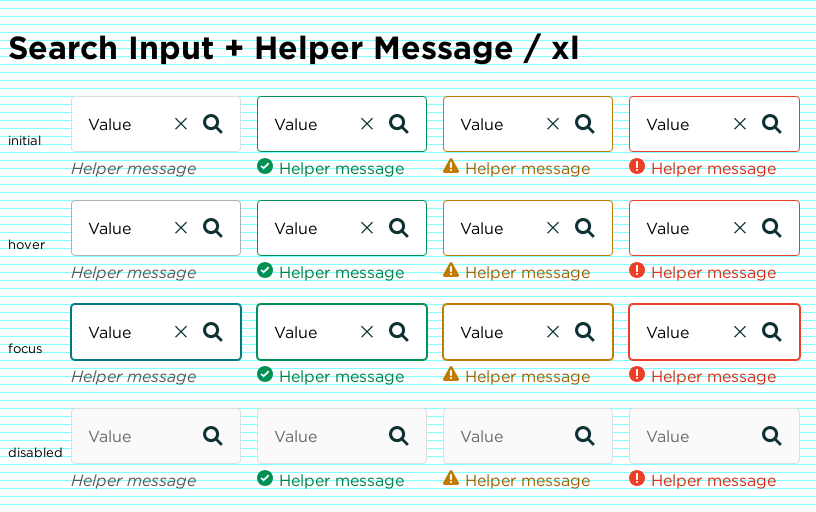 Search Input + Helper Message / xl
initial Value Value Value Value
Helper message Helper message Helper message Helper message
hover Value Value Value Value
Helper message Helper message Helper message Helper message
focus Value Value Value Value
Helper message Helper message Helper message Helper message
disabled Value Value Value Value
Helper message Helper message Helper message Helper message